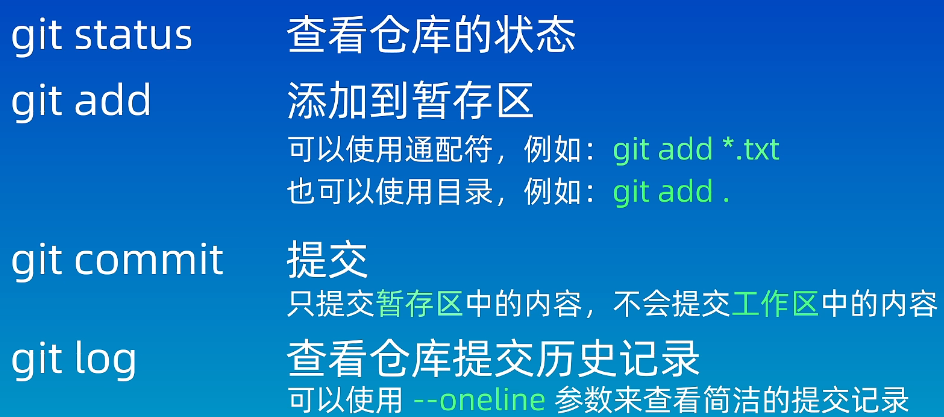 git status 查看仓库的状态
git add 添加到暂存区
可以使用通配符，例如：git add *.txt
也可以使用目录，例如：git add .
git commit 提交
只提交暂存区中的内容，不会提交工作区中的内容
git log 查看仓库提交历史记录
可以使用 --oneline 参数来查看简洁的提交记录